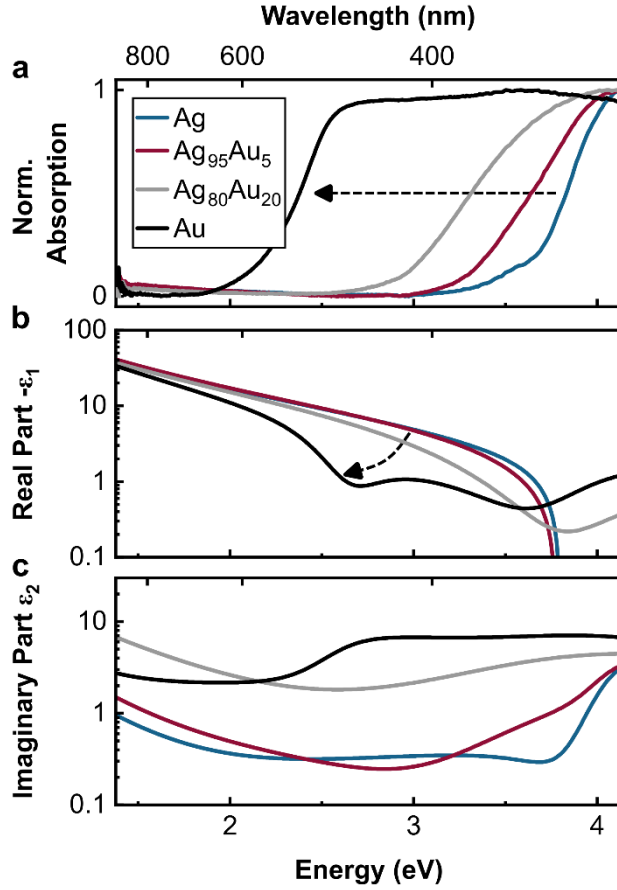 Wavelength (nm)
800 600 400
a
1
Ag
Ag₉₅Au₅
Ag₈₀Au₂₀
Au
Norm.
Absorption
0
b
100
10
1
0.1
Real Part -ε₁
c
10
1
0.1
Imaginary Part ε₂
2 3 4
Energy (eV)